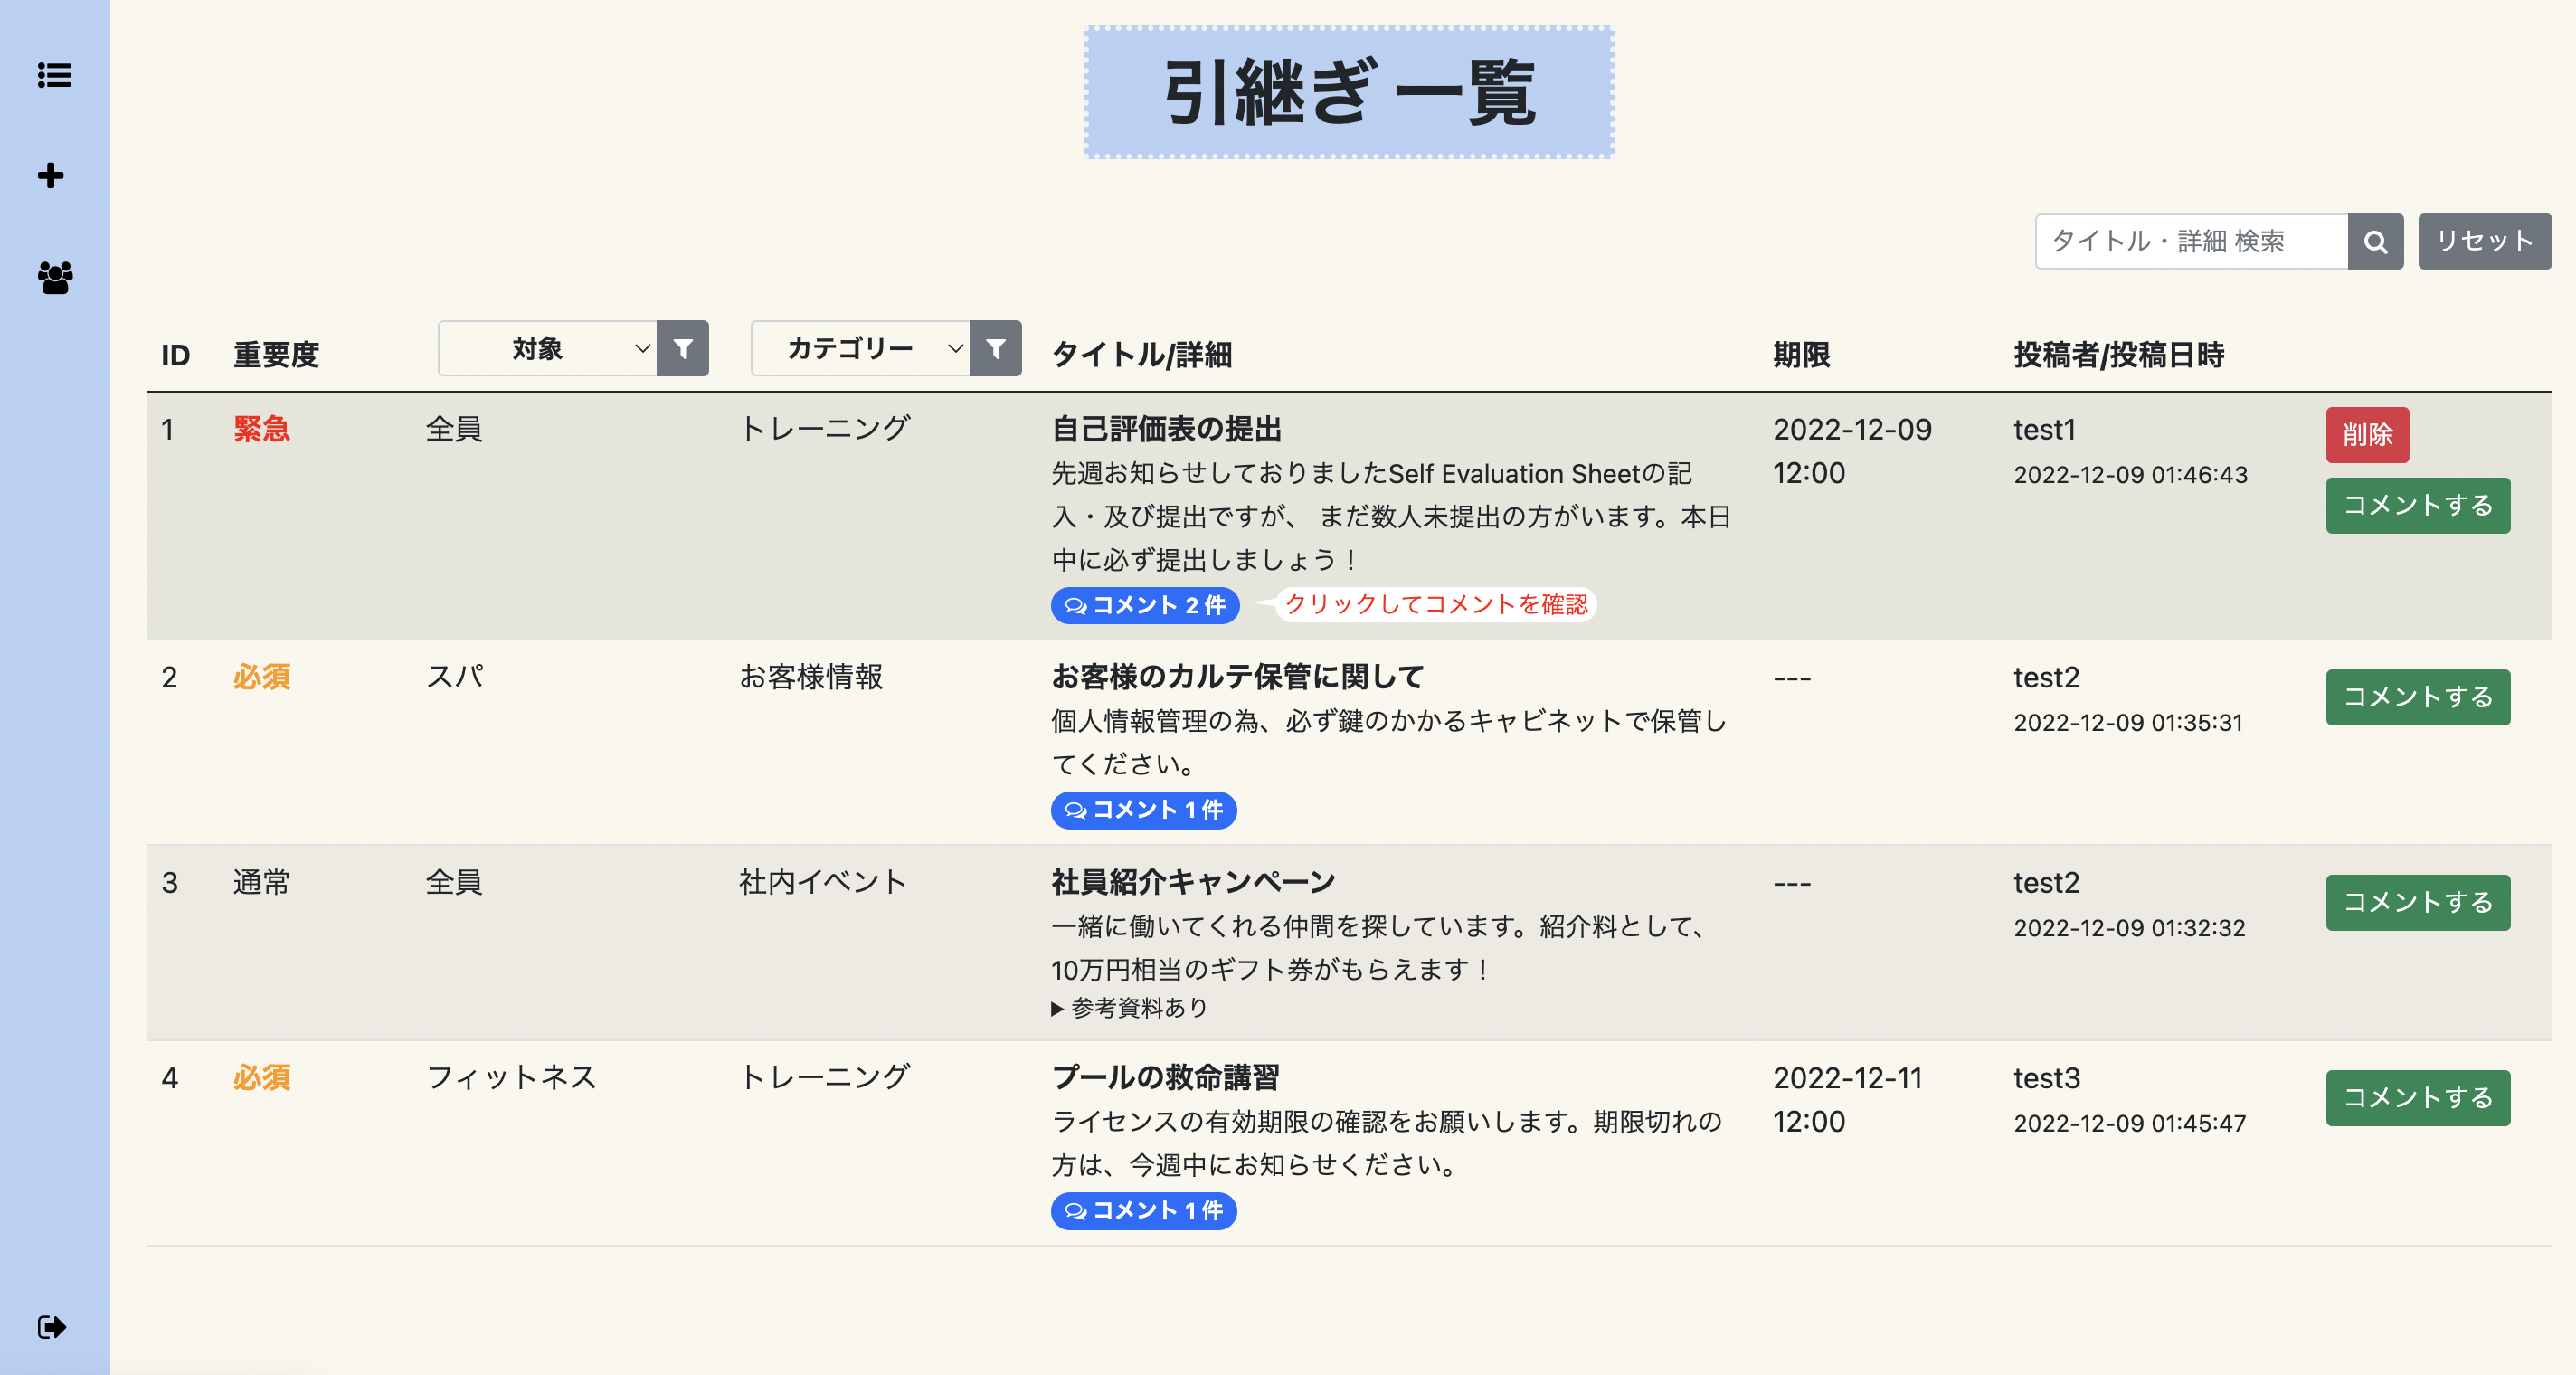 引継ぎ 一覧
タイトル・詳細 検索 リセット
ID 重要度 対象 カテゴリー タイトル/詳細 期限 投稿者/投稿日時
1 緊急 全員 トレーニング 自己評価表の提出 2022-12-09 test1 削除
先週お知らせしておりましたSelf Evaluation Sheetの記 12:00 2022-12-09 01:46:43
入・及び提出ですが、 まだ数人未提出の方がいます。本日 コメントする
中に必ず提出しましょう！
コメント 2 件 クリックしてコメントを確認
2 必須 スパ お客様情報 お客様のカルテ保管に関して --- test2 コメントする
個人情報管理の為、必ず鍵のかかるキャビネットで保管し 2022-12-09 01:35:31
てください。
コメント 1 件
3 通常 全員 社内イベント 社員紹介キャンペーン --- test2 コメントする
一緒に働いてくれる仲間を探しています。紹介料として、 2022-12-09 01:32:32
10万円相当のギフト券がもらえます！
▶ 参考資料あり
4 必須 フィットネス トレーニング プールの救命講習 2022-12-11 test3 コメントする
ライセンスの有効期限の確認をお願いします。期限切れの 12:00 2022-12-09 01:45:47
方は、今週中にお知らせください。
コメント 1 件